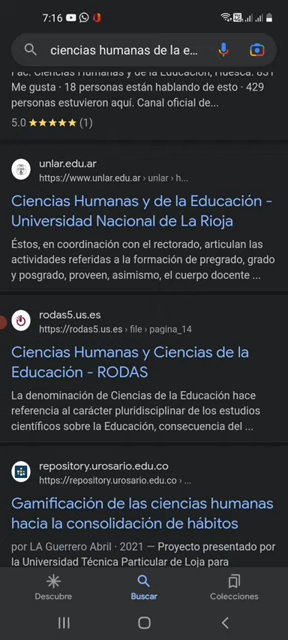 7:16
ciencias humanas de la e...
Fac. Ciencias Humanas y de la Educación, Huesca. 831
Me gusta · 18 personas están hablando de esto · 429
personas estuvieron aquí. Canal oficial de...
5.0 ★★★★★ (1)
unlar.edu.ar
https://www.unlar.edu.ar › unlar › h...
Ciencias Humanas y de la Educación -
Universidad Nacional de La Rioja
Éstos, en coordinación con el rectorado, articulan las
actividades referidas a la formación de pregrado, grado
y posgrado, proveen, asimismo, el cuerpo docente ...
rodas5.us.es
https://rodas5.us.es › file › pagina_14
Ciencias Humanas y Ciencias de la
Educación - RODAS
La denominación de Ciencias de la Educación hace
referencia al carácter pluridisciplinar de los estudios
científicos sobre la Educación, consecuencia del ...
repository.urosario.edu.co
https://repository.urosario.edu.co › ...
Gamificación de las ciencias humanas
hacia la consolidación de hábitos
por LA Guerrero Abril · 2021 — Proyecto presentado por
la Universidad Técnica Particular de Loja para
Descubre
Buscar
Colecciones